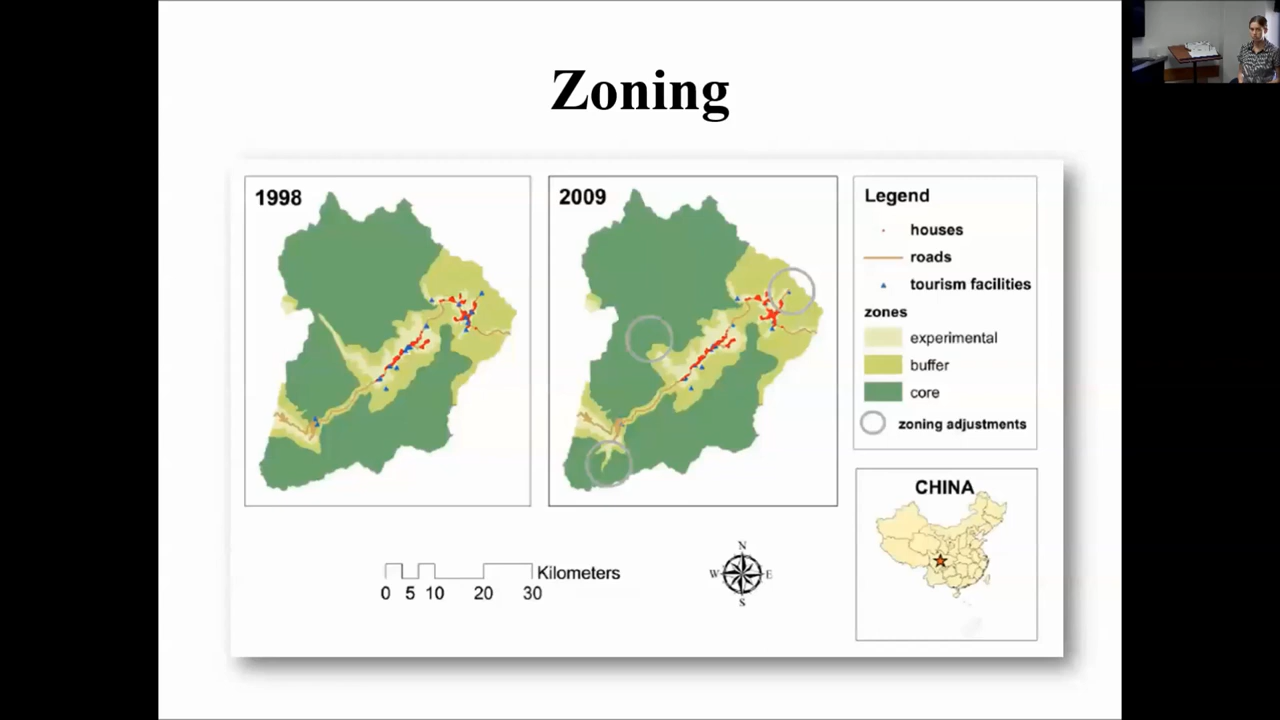 Zoning
1998
2009
Legend
houses
roads
tourism facilities
zones
experimental
buffer
core
zoning adjustments
CHINA
Kilometers
0 5 10 20 30
N
W E
S